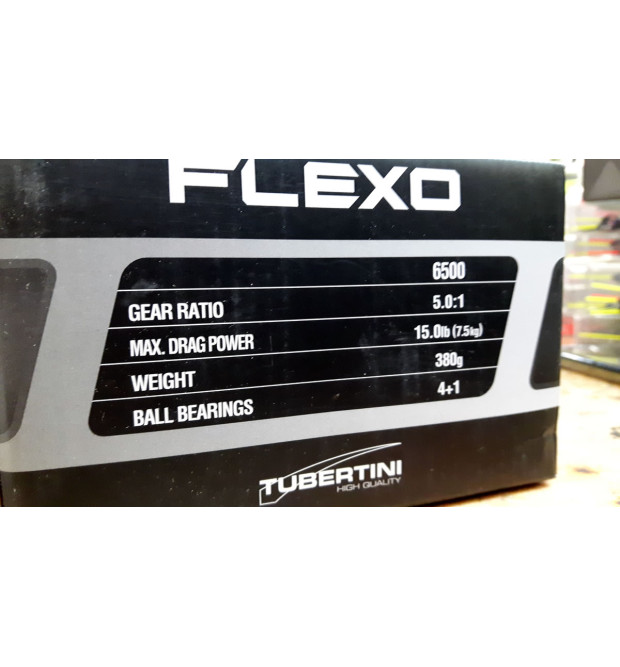 FLEXO
6500
GEAR RATIO 5.0:1
MAX. DRAG POWER 15.0lb (7.5kg)
WEIGHT 380g
BALL BEARINGS 4+1
TUBERTINI
HIGH QUALITY